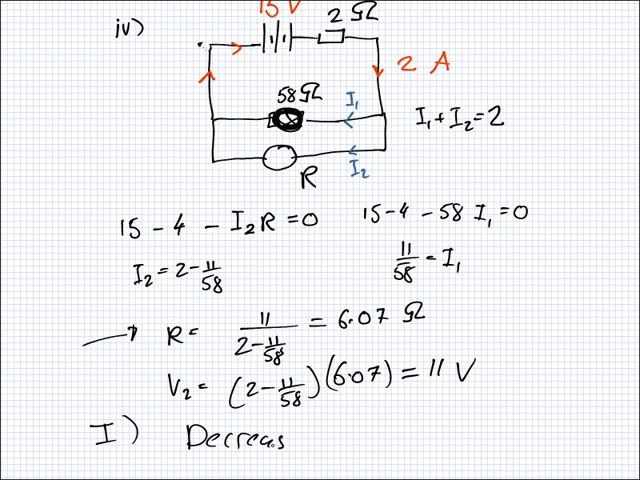 iv)
15 V
2 Ω
2 A
58Ω
I₁
I₁ + I₂ = 2
I₂
R
15 - 4 - I₂R = 0
15 - 4 - 58 I₁ = 0
I₂ = 2 - 11/58
11/58 = I₁
→ R = 11/(2 - 11/58) = 6.07 Ω
V₂ = (2 - 11/58)(6.07) = 11 V
I) Decreas